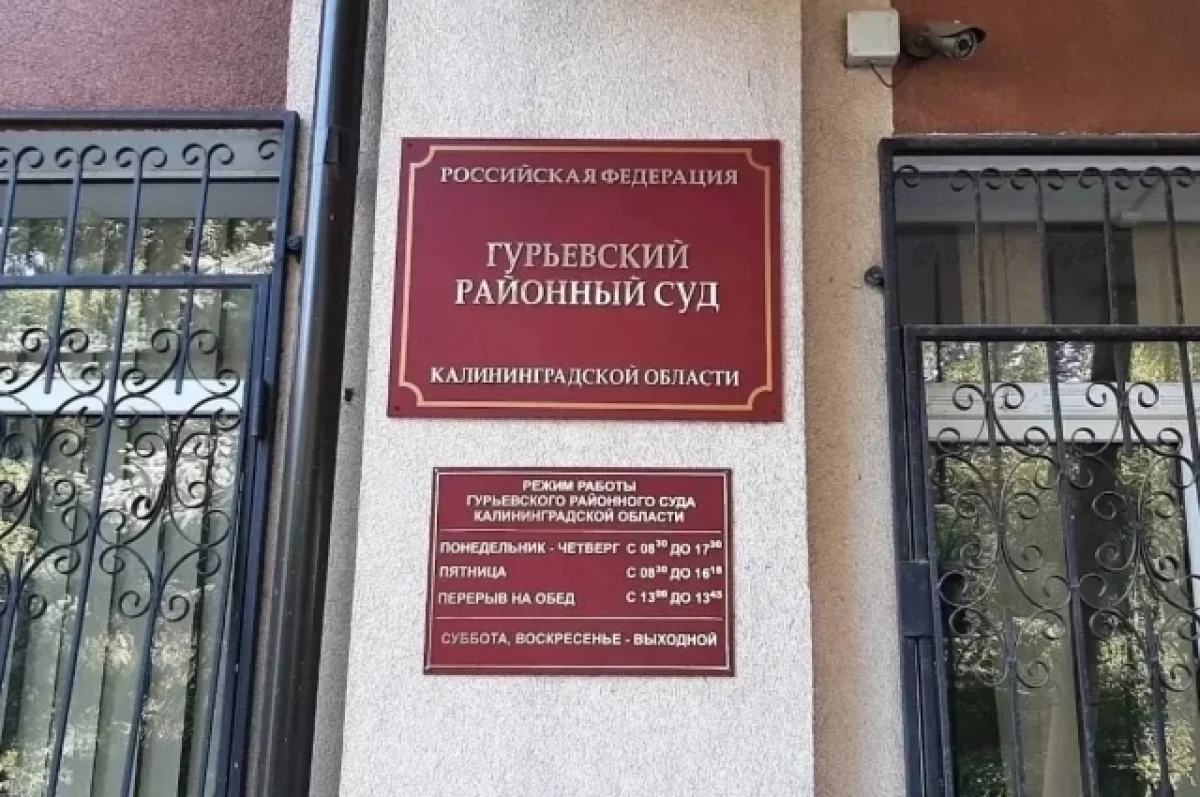 РОССИЙСКАЯ ФЕДЕРАЦИЯ
ГУРЬЕВСКИЙ
РАЙОННЫЙ СУД
КАЛИНИНГРАДСКОЙ ОБЛАСТИ
РЕЖИМ РАБОТЫ
ГУРЬЕВСКОГО РАЙОННОГО СУДА
КАЛИНИНГРАДСКОЙ ОБЛАСТИ
ПОНЕДЕЛЬНИК - ЧЕТВЕРГ С 08³⁰ ДО 17³⁰
ПЯТНИЦА С 08³⁰ ДО 16¹⁵
ПЕРЕРЫВ НА ОБЕД С 13⁰⁰ ДО 13⁴⁵
СУББОТА, ВОСКРЕСЕНЬЕ - ВЫХОДНОЙ